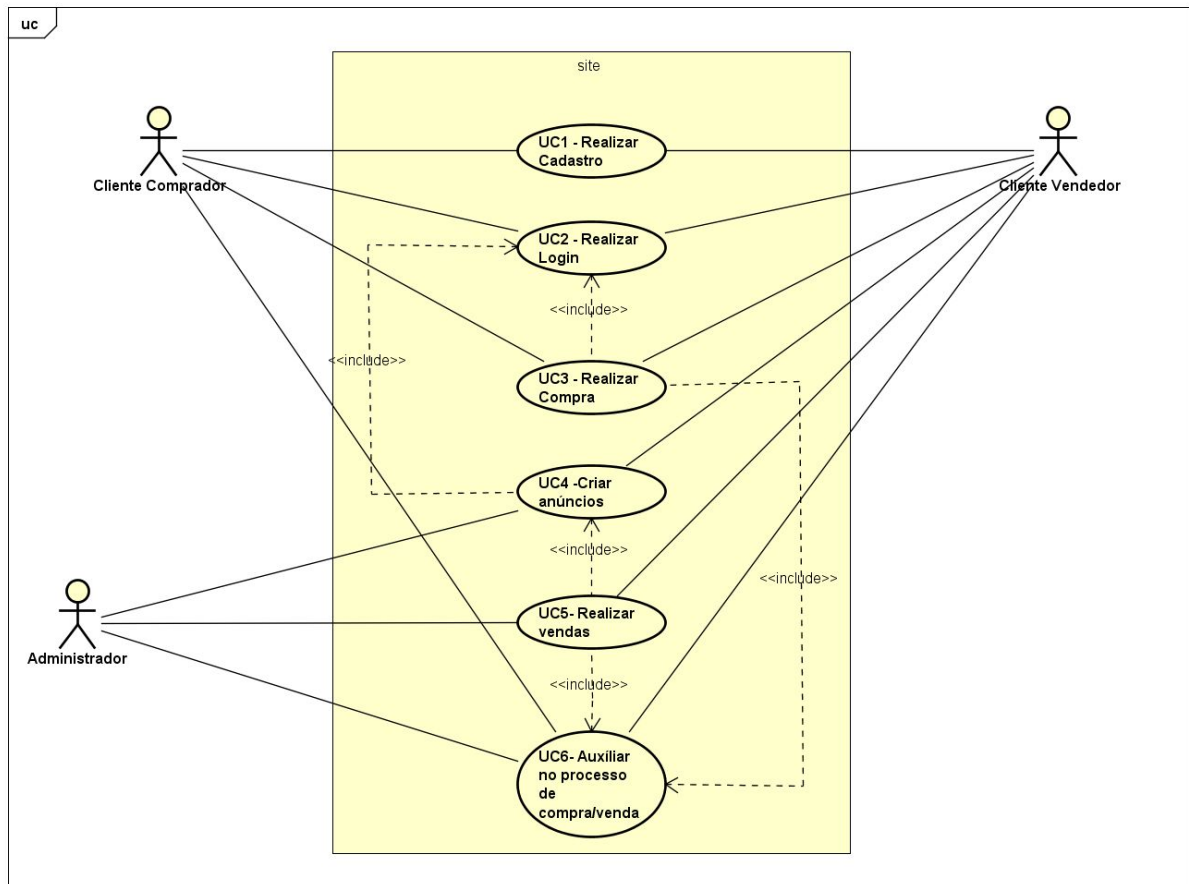 uc
site
UC1 - Realizar
Cadastro
Cliente Comprador
Cliente Vendedor
UC2 - Realizar
Login
<<include>>
<<include>>
UC3 - Realizar
Compra
UC4 -Criar
anúncios
<<include>>
<<include>>
UC5- Realizar
vendas
Administrador
<<include>>
UC6- Auxíliar
no processo
de
compra/venda